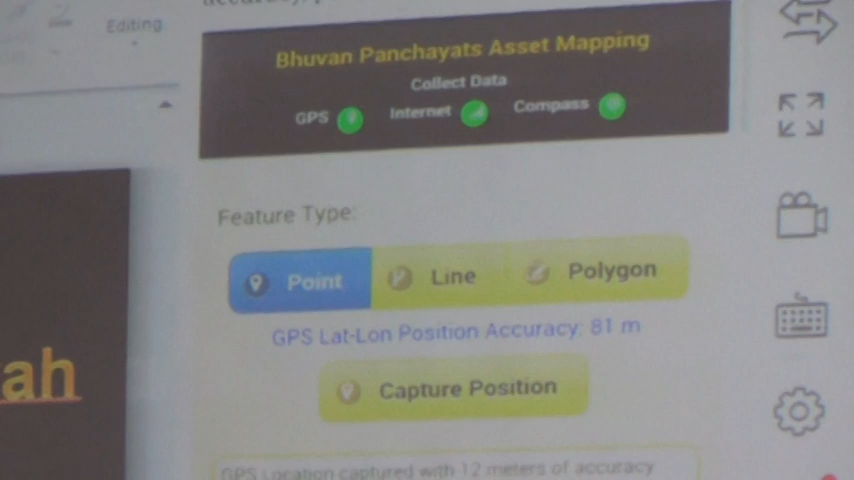 Editing
Bhuvan Panchayats Asset Mapping
Collect Data
GPS Internet Compass
Feature Type:
Point Line Polygon
GPS Lat-Lon Position Accuracy: 81 m
ah
Capture Position
GPS Location captured with 12 meters of accuracy